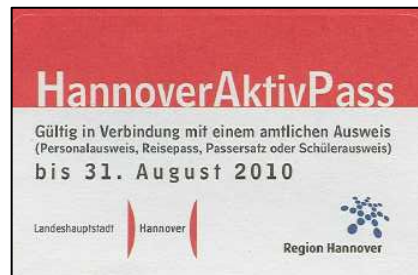 HannoverAktivPass
Gültig in Verbindung mit einem amtlichen Ausweis
(Personalausweis, Reisepass, Passersatz oder Schülerausweis)
bis 31. August 2010
Landeshauptstadt Hannover
Region Hannover